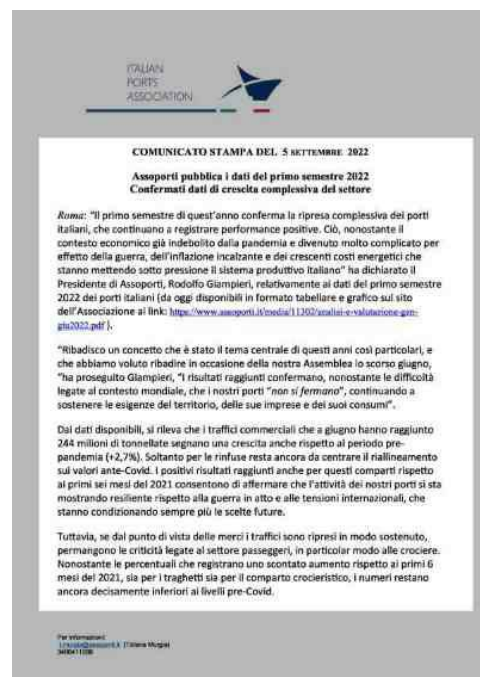 ITALIAN
PORTS
ASSOCIATION
COMUNICATO STAMPA DEL 5 SETTEMBRE 2022
Assoporti pubblica i dati del primo semestre 2022
Confermati dati di crescita complessiva del settore
Roma: "Il primo semestre di quest'anno conferma la ripresa complessiva dei porti
italiani, che continuano a registrare performance positive. Ciò, nonostante il
contesto economico già indebolito dalla pandemia e divenuto molto complicato per
effetto della guerra, dell'inflazione incalzante e dei crescenti costi energetici che
stanno mettendo sotto pressione il sistema produttivo italiano" ha dichiarato il
Presidente di Assoporti, Rodolfo Giampieri, relativamente ai dati del primo semestre
2022 dei porti italiani (da oggi disponibili in formato tabellare e grafico sul sito
dell'Associazione al link: https://www.assoporti.it/media/11302/analisi-e-valutazione-gen-
giu2022.pdf ).
"Ribadisco un concetto che è stato il tema centrale di questi anni così particolari, e
che abbiamo voluto ribadire in occasione della nostra Assemblea lo scorso giugno,
"ha proseguito Giampieri, "I risultati raggiunti confermano, nonostante le difficoltà
legate al contesto mondiale, che i nostri porti "non si fermano", continuando a
sostenere le esigenze del territorio, delle sue imprese e dei suoi consumi".
Dai dati disponibili, si rileva che i traffici commerciali che a giugno hanno raggiunto
244 milioni di tonnellate segnano una crescita anche rispetto al periodo pre-
pandemia (+2,7%). Soltanto per le rinfuse resta ancora da centrare il riallineamento
sui valori ante-Covid. I positivi risultati raggiunti anche per questi comparti rispetto
ai primi sei mesi del 2021 consentono di affermare che l'attività dei nostri porti si sta
mostrando resiliente rispetto alla guerra in atto e alle tensioni internazionali, che
stanno condizionando sempre più le scelte future.
Tuttavia, se dal punto di vista delle merci i traffici sono ripresi in modo sostenuto,
permangono le criticità legate al settore passeggeri, in particolar modo alle crociere.
Nonostante le percentuali che registrano uno scontato aumento rispetto ai primi 6
mesi del 2021, sia per i traghetti sia per il comparto crocieristico, i numeri restano
ancora decisamente inferiori ai livelli pre-Covid.
Per informazioni:
(Tiziana Murgia)